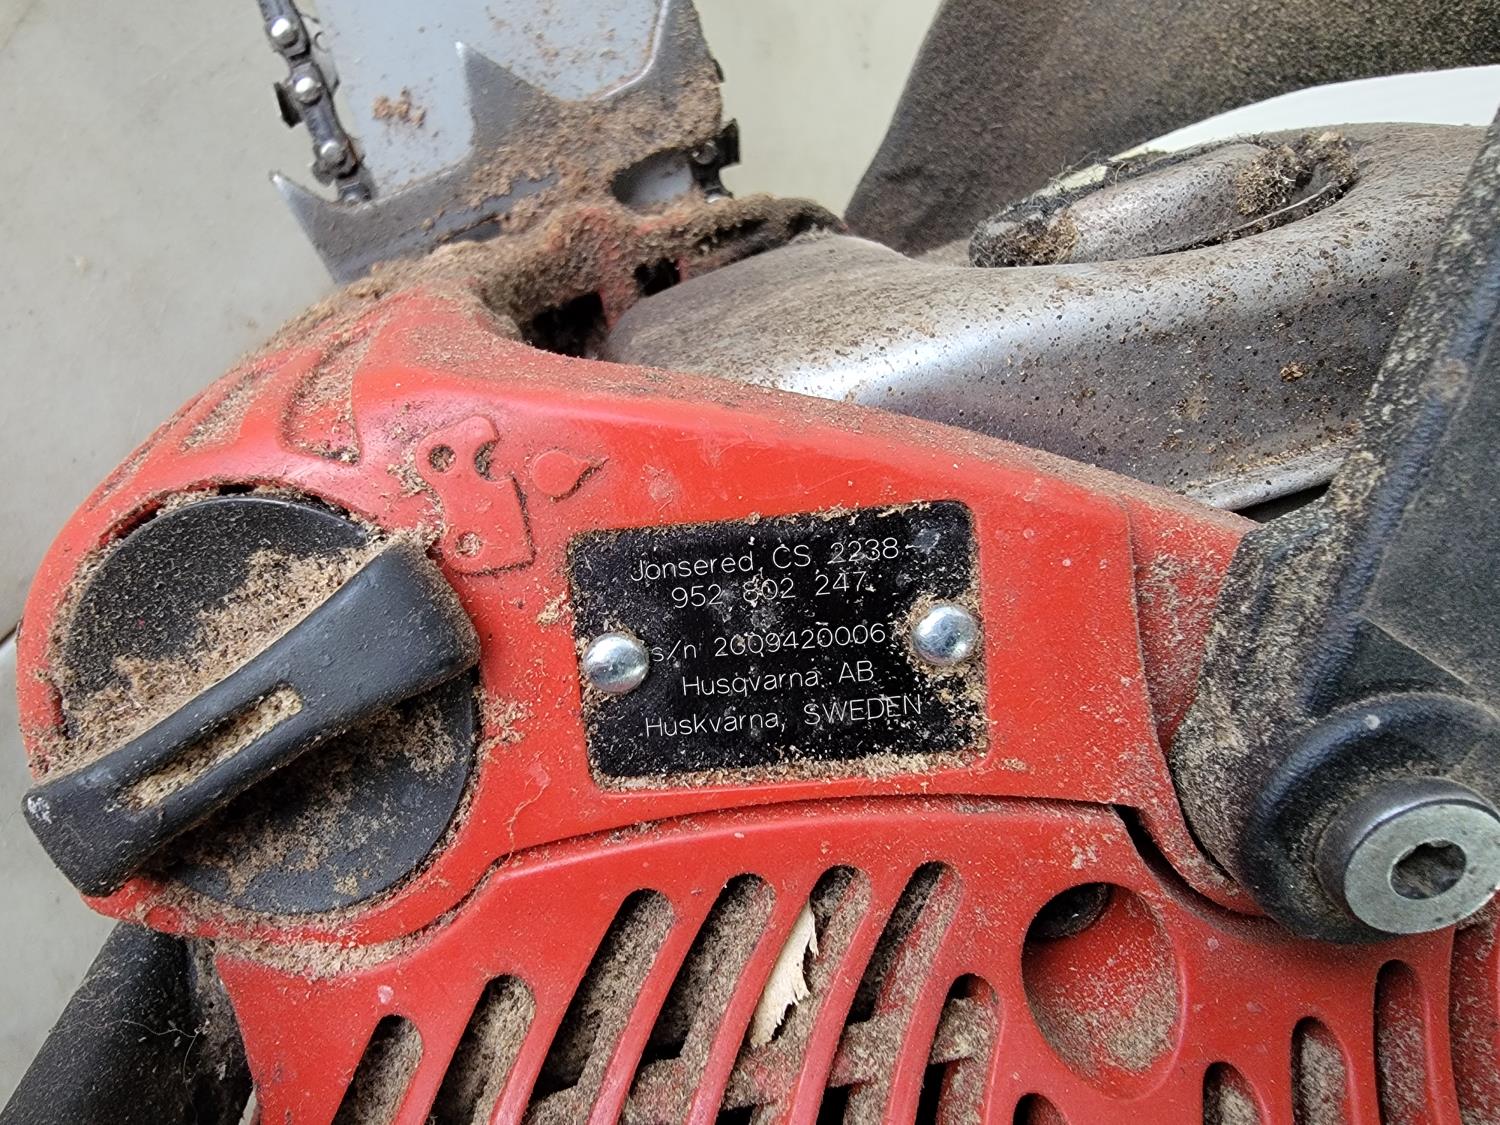 Jonsered CS 2238
952 802 247
s/n 2009420006
Husqvarna AB
Huskvarna, SWEDEN